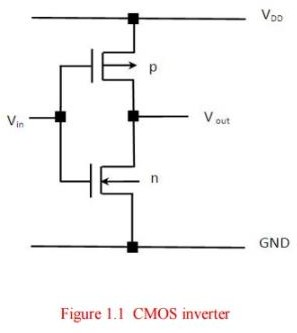 VDD
p
Vin
Vout
n
GND
Figure 1.1 CMOS inverter